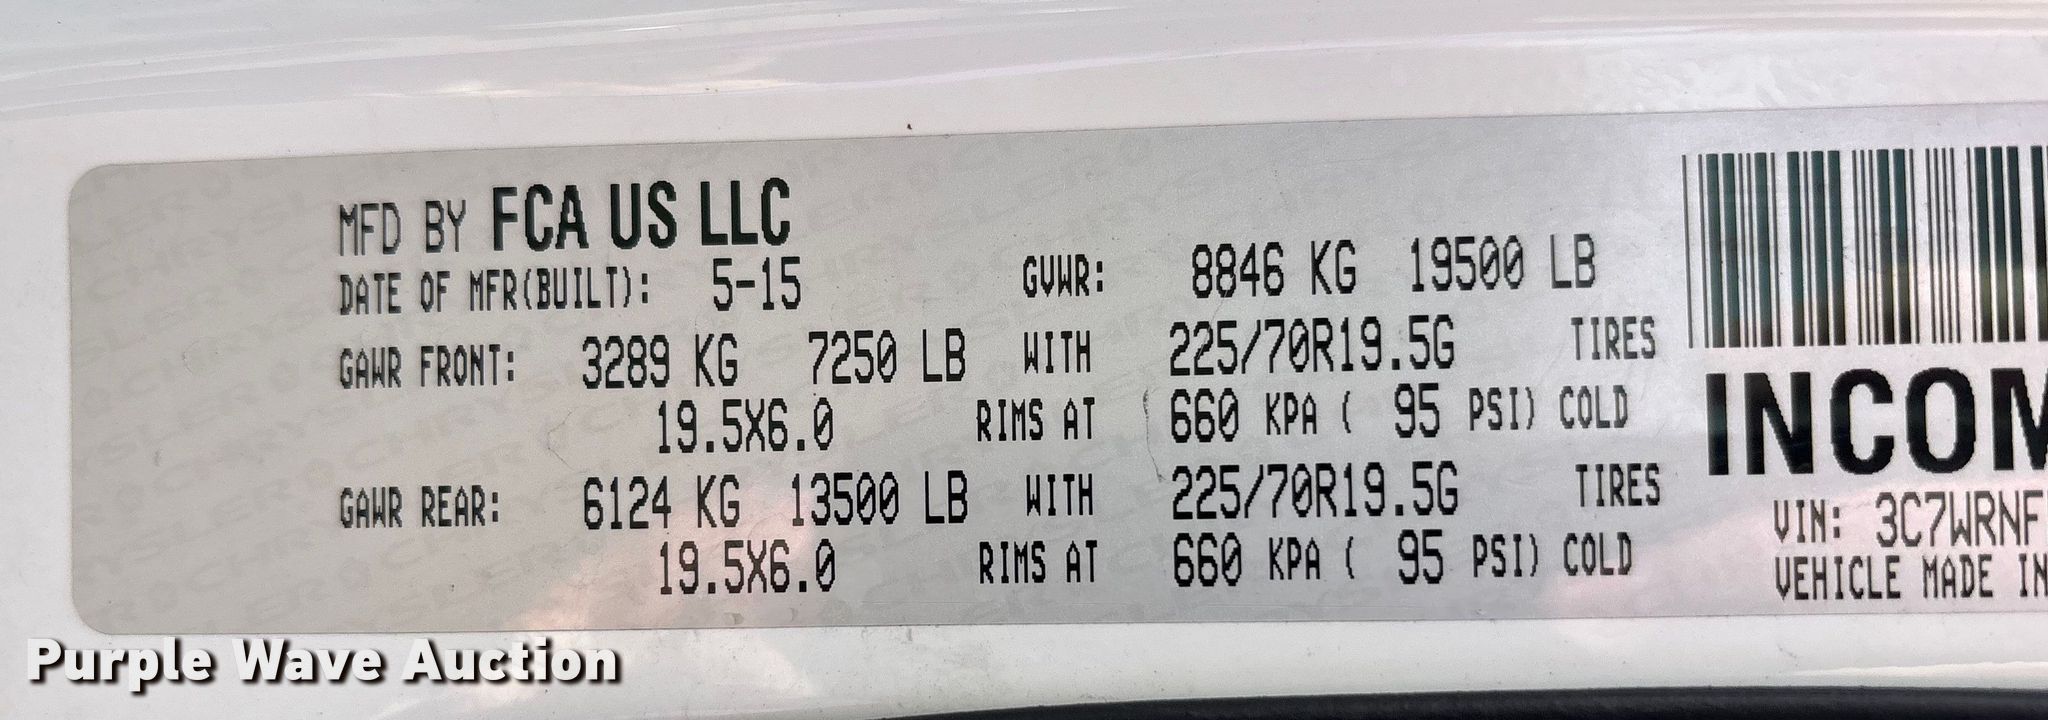 MFD BY FCA US LLC
DATE OF MFR(BUILT): 5-15 GVWR: 8846 KG 19500 LB
GAWR FRONT: 3289 KG 7250 LB WITH 225/70R19.5G TIRES
19.5X6.0 RIMS AT 660 KPA ( 95 PSI) COLD
GAWR REAR: 6124 KG 13500 LB WITH 225/70R19.5G TIRES
19.5X6.0 RIMS AT 660 KPA ( 95 PSI) COLD
INCOM
VIN: 3C7WRNF
VEHICLE MADE IN
Purple Wave Auction